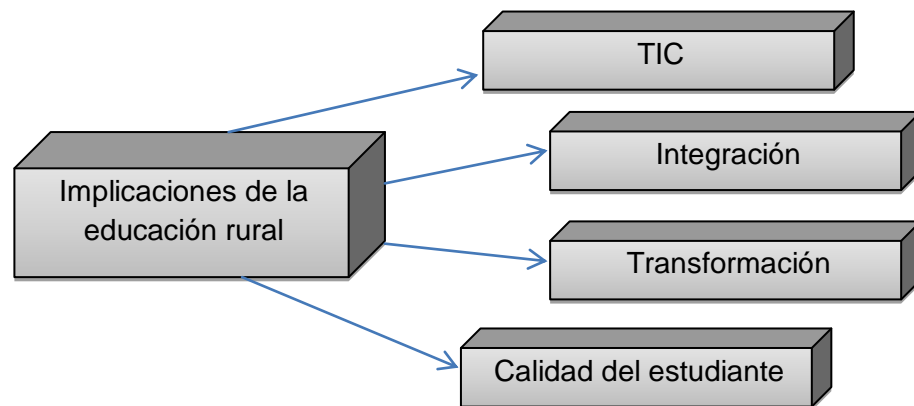 TIC
Integración
Implicaciones de la
educación rural
Transformación
Calidad del estudiante